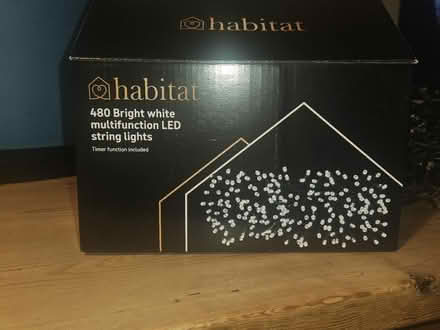 habitat
habitat
480 Bright white
multifunction LED
string lights
Timer function included